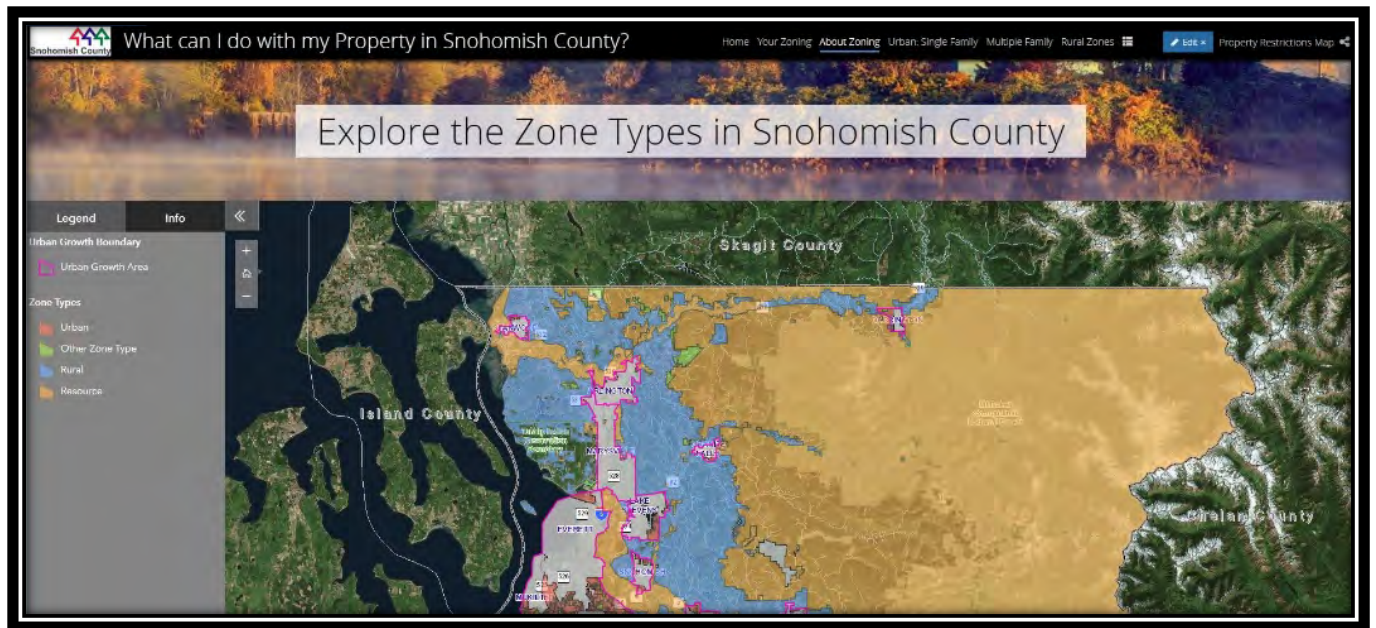 Snohomish County
What can I do with my Property in Snohomish County?
Home Your Zoning About Zoning Urban: Single Family Multiple Family Rural Zones
Edit ×
Property Restrictions Map
Explore the Zone Types in Snohomish County
Legend Info
Urban Growth Boundary
Urban Growth Area
Zone Types
Urban
Other Zone Type
Rural
Resource
Skagit County
Island County
Chelan County
528
529
526